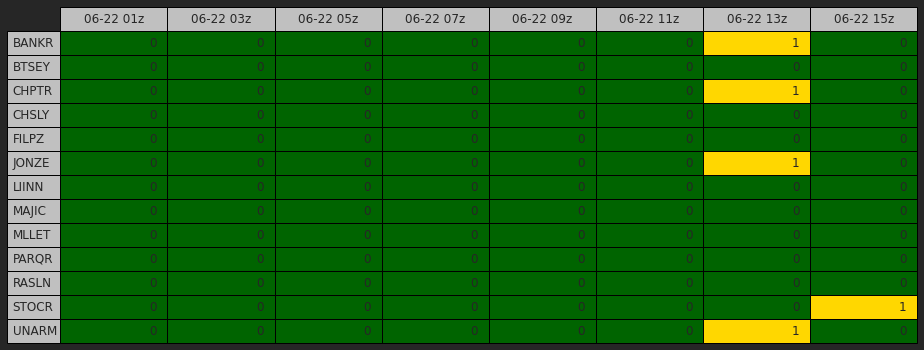 06-22 01z 06-22 03z 06-22 05z 06-22 07z 06-22 09z 06-22 11z 06-22 13z 06-22 15z
BANKR 0 0 0 0 0 0 1 0
BTSEY 0 0 0 0 0 0 0 0
CHPTR 0 0 0 0 0 0 1 0
CHSLY 0 0 0 0 0 0 0 0
FILPZ 0 0 0 0 0 0 0 0
JONZE 0 0 0 0 0 0 1 0
LIINN 0 0 0 0 0 0 0 0
MAJIC 0 0 0 0 0 0 0 0
MLLET 0 0 0 0 0 0 0 0
PARQR 0 0 0 0 0 0 0 0
RASLN 0 0 0 0 0 0 0 0
STOCR 0 0 0 0 0 0 0 1
UNARM 0 0 0 0 0 0 1 0